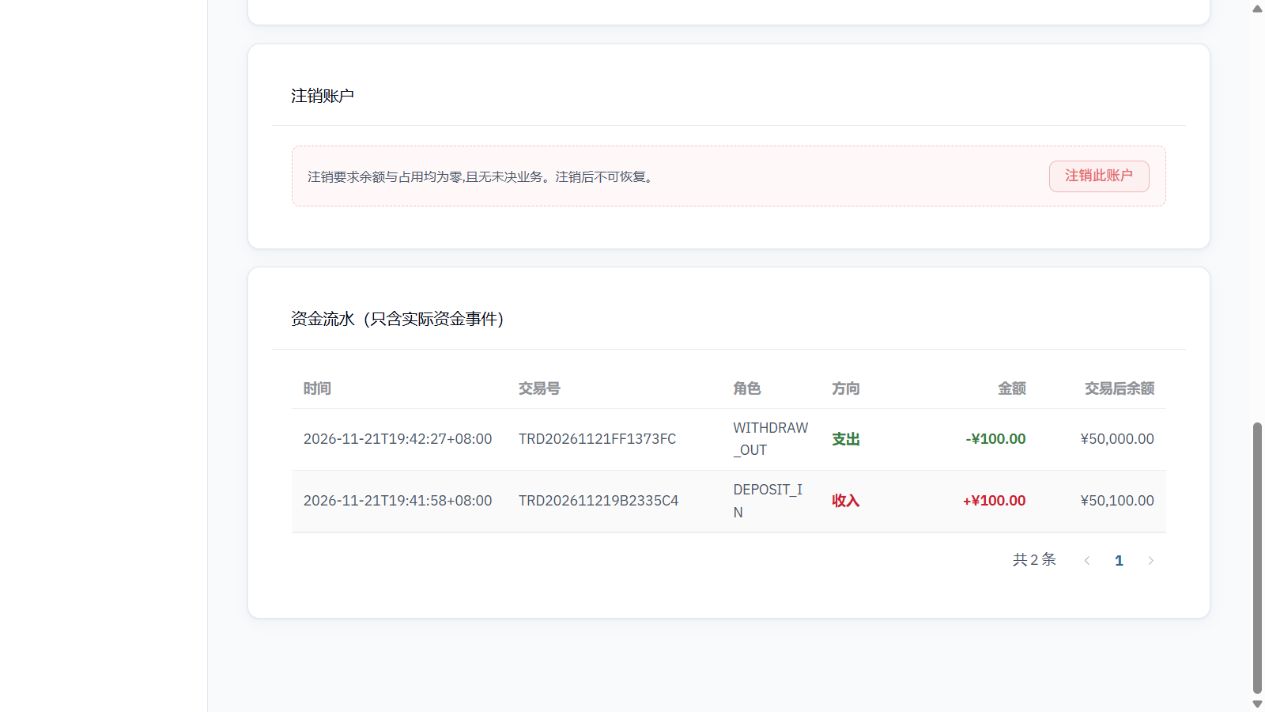 注销账户
注销要求余额与占用均为零,且无未决业务。注销后不可恢复。
注销此账户
资金流水（只含实际资金事件）
时间 交易号 角色 方向 金额 交易后余额
2026-11-21T19:42:27+08:00 TRD20261121FF1373FC WITHDRAW
_OUT 支出 -¥100.00 ¥50,000.00
2026-11-21T19:41:58+08:00 TRD202611219B2335C4 DEPOSIT_I
N 收入 +¥100.00 ¥50,100.00
共 2 条 1